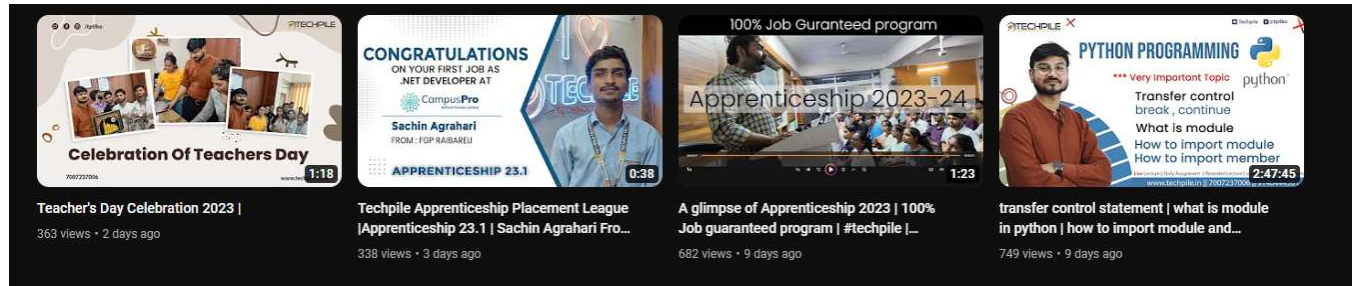 /tptlko
TECHPILE
Celebration Of Teachers Day
7007237006
1:18
Teacher's Day Celebration 2023 |
363 views • 2 days ago
CONGRATULATIONS
ON YOUR FIRST JOB AS
.NET DEVELOPER AT
CampusPro
Sachin Agrahari
FROM : FGP RAIBARELI
APPRENTICESHIP 23.1
0:38
Techpile Apprenticeship Placement League
|Apprenticeship 23.1 | Sachin Agrahari Fro...
338 views • 3 days ago
100% Job Guranteed program
Apprenticeship 2023-24
1:23
A glimpse of Apprenticeship 2023 | 100%
Job guaranteed program | #techpile |...
682 views • 9 days ago
TECHPILE
PYTHON PROGRAMMING
*** Very Important Topic
python
Transfer control
break , continue
What is module
How to import module
How to import member
www.techpile.in || 7007237006
2:47:45
transfer control statement | what is module
in python | how to import module and...
749 views • 9 days ago